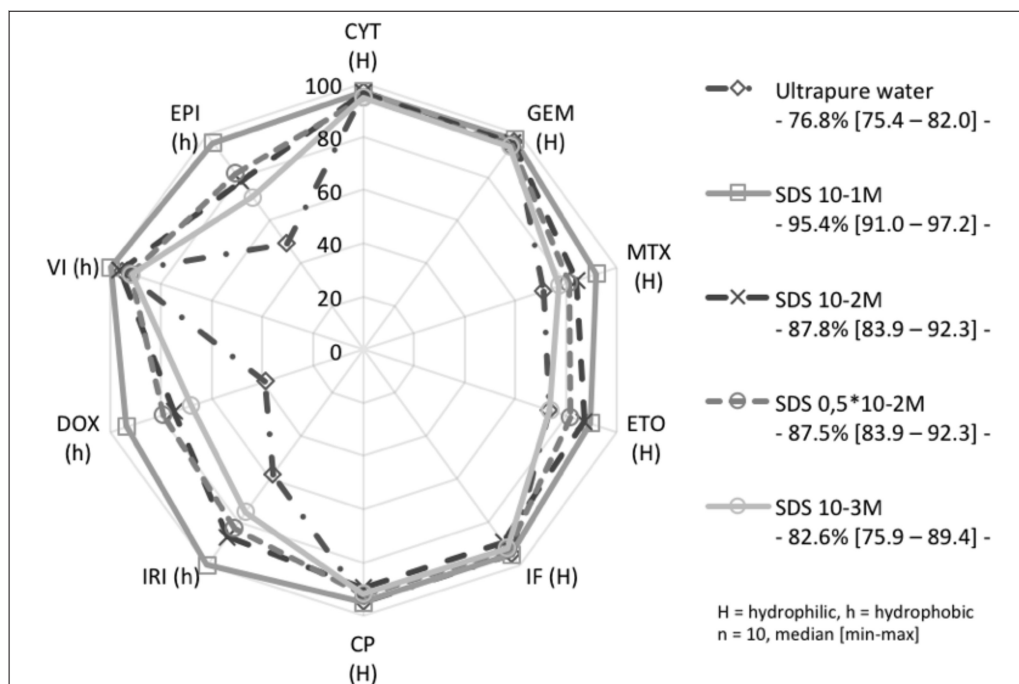 CYT
(H)
GEM
(H)
MTX
(H)
ETO
(H)
IF (H)
CP
(H)
IRI (h)
DOX
(h)
VI (h)
EPI
(h)
100
80
60
40
20
0
Ultrapure water
- 76.8% [75.4 – 82.0] -
SDS 10-1M
- 95.4% [91.0 – 97.2] -
SDS 10-2M
- 87.8% [83.9 – 92.3] -
SDS 0,5*10-2M
- 87.5% [83.9 – 92.3] -
SDS 10-3M
- 82.6% [75.9 – 89.4] -
H = hydrophilic, h = hydrophobic
n = 10, median [min-max]